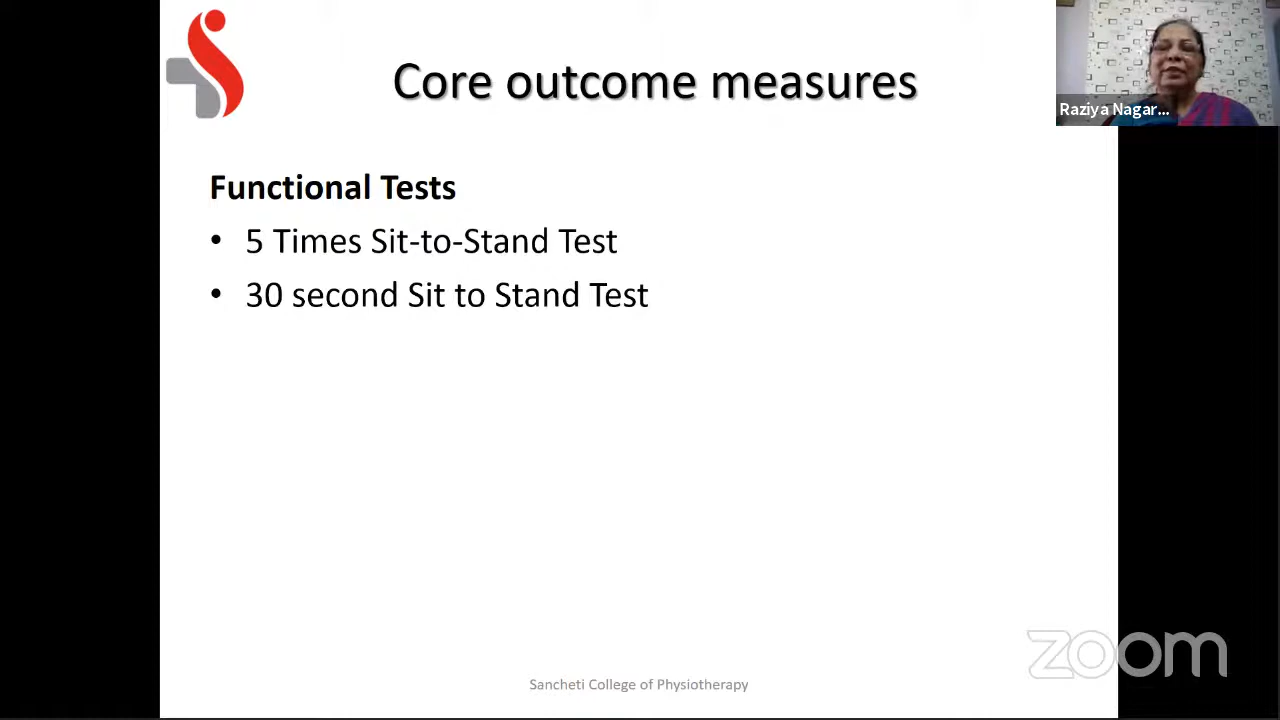 Core outcome measures
Raziya Nagar...
Functional Tests
• 5 Times Sit-to-Stand Test
• 30 second Sit to Stand Test
zoom
Sancheti College of Physiotherapy